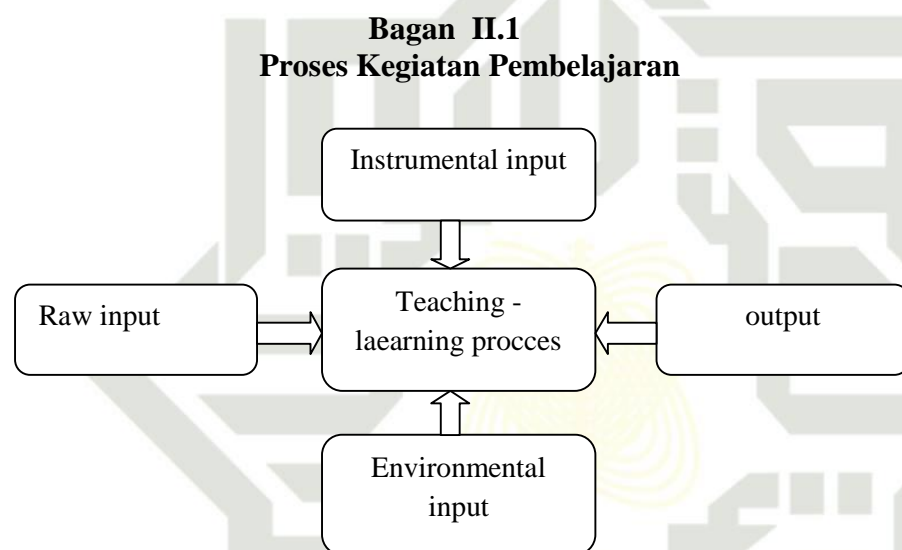 Bagan II.1
Proses Kegiatan Pembelajaran
Instrumental input
Raw input
Teaching -
laearning procces
output
Environmental
input